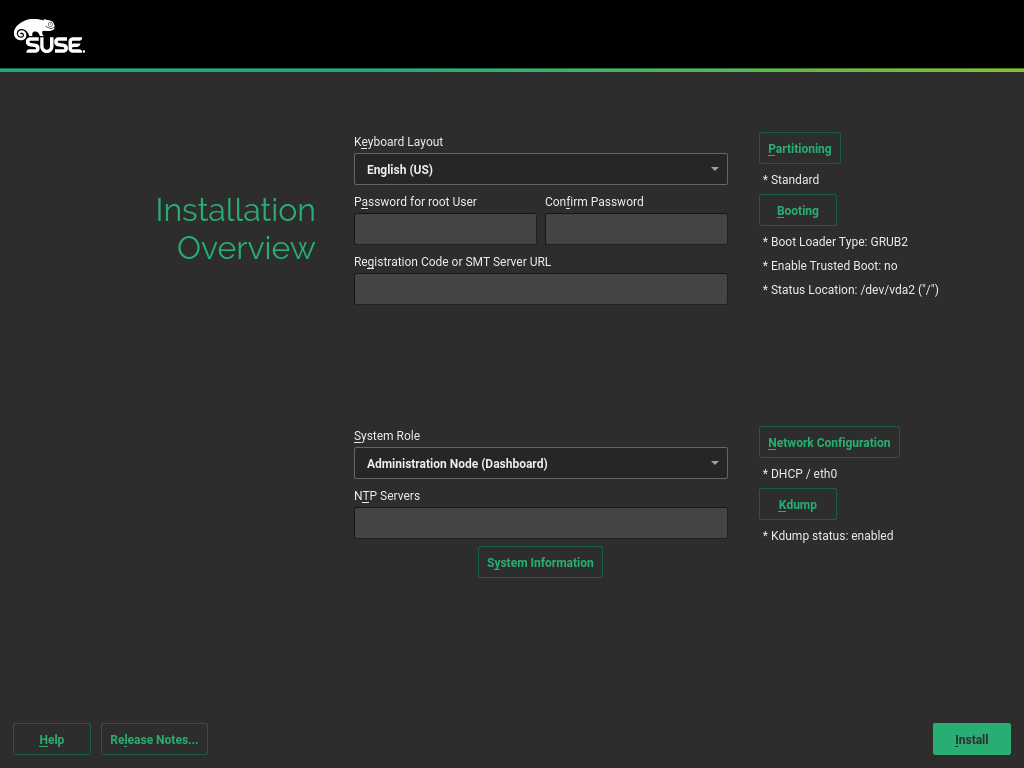 SUSE.
Installation
Overview
Keyboard Layout
English (US)
Password for root User
Confirm Password
Registration Code or SMT Server URL
Partitioning
* Standard
Booting
* Boot Loader Type: GRUB2
* Enable Trusted Boot: no
* Status Location: /dev/vda2 ("/")
System Role
Administration Node (Dashboard)
NTP Servers
System Information
Network Configuration
* DHCP / eth0
Kdump
* Kdump status: enabled
Help
Release Notes...
Install